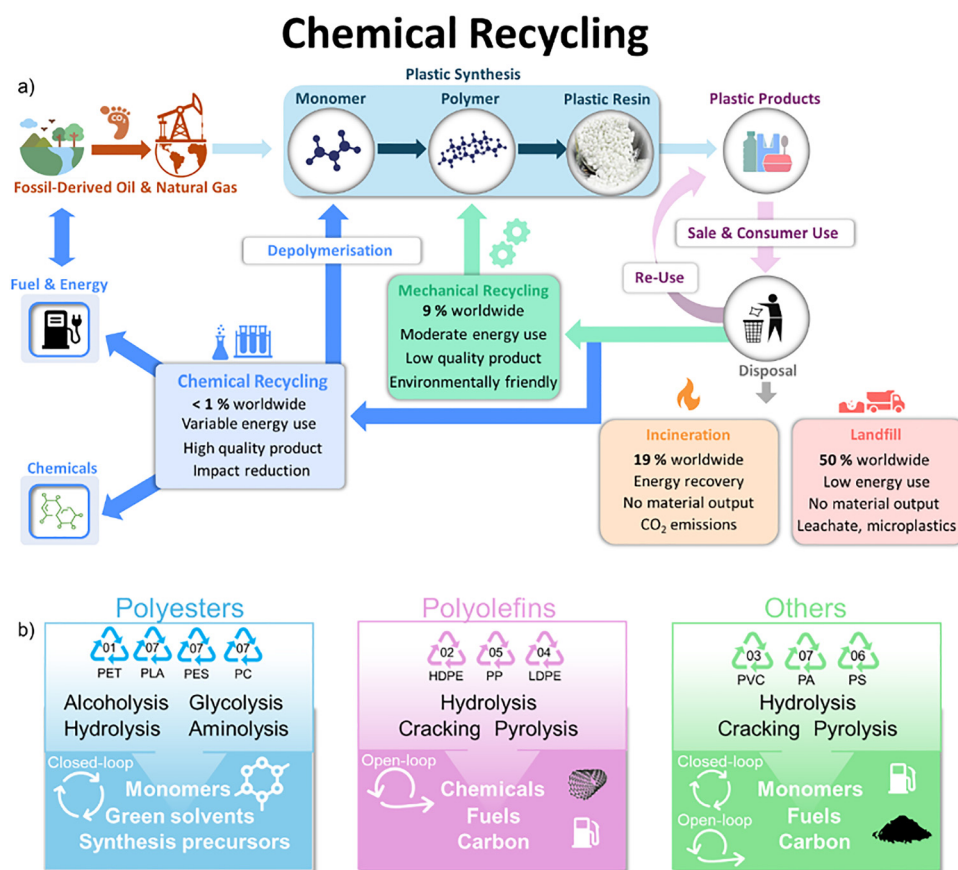 Chemical Recycling
a)
Plastic Synthesis
Monomer
Polymer
Plastic Resin
Plastic Products
CO₂
Fossil-Derived Oil & Natural Gas
Depolymerisation
Sale & Consumer Use
Re-Use
Fuel & Energy
Mechanical Recycling
9 % worldwide
Moderate energy use
Low quality product
Environmentally friendly
Disposal
Chemical Recycling
< 1 % worldwide
Variable energy use
High quality product
Impact reduction
Chemicals
Incineration
19 % worldwide
Energy recovery
No material output
CO₂ emissions
Landfill
50 % worldwide
Low energy use
No material output
Leachate, microplastics
b)
Polyesters
01 07 07 07
PET PLA PES PC
Alcoholysis Glycolysis
Hydrolysis Aminolysis
Closed-loop
Monomers
Green solvents
Synthesis precursors
Polyolefins
02 05 04
HDPE PP LDPE
Hydrolysis
Cracking Pyrolysis
Open-loop
Chemicals
Fuels
Carbon
Others
03 07 06
PVC PA PS
Hydrolysis
Cracking Pyrolysis
Closed-loop
Monomers
Fuels
Open-loop
Carbon